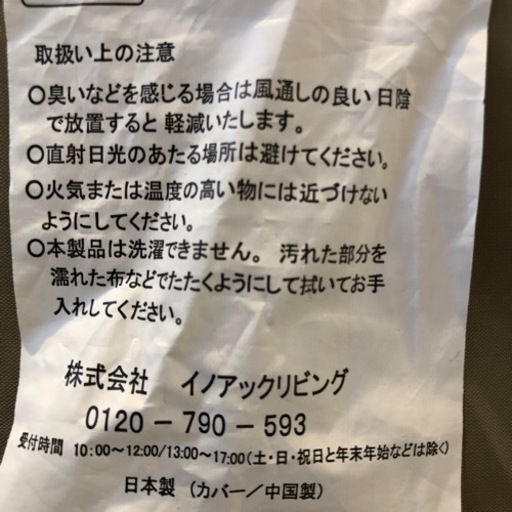 取扱い上の注意
○臭いなどを感じる場合は風通しの良い日陰
で放置すると軽減いたします。
○直射日光のあたる場所は避けてください。
○火気または温度の高い物には近づけない
ようにしてください。
○本製品は洗濯できません。汚れた部分を
濡れた布などでたたくようにして拭いてお手
入れしてください。
株式会社 イノアックリビング
0120-790-593
受付時間 10:00~12:00/13:00~17:00(土・日・祝日と年末年始などは除く)
日本製 (カバー/中国製)